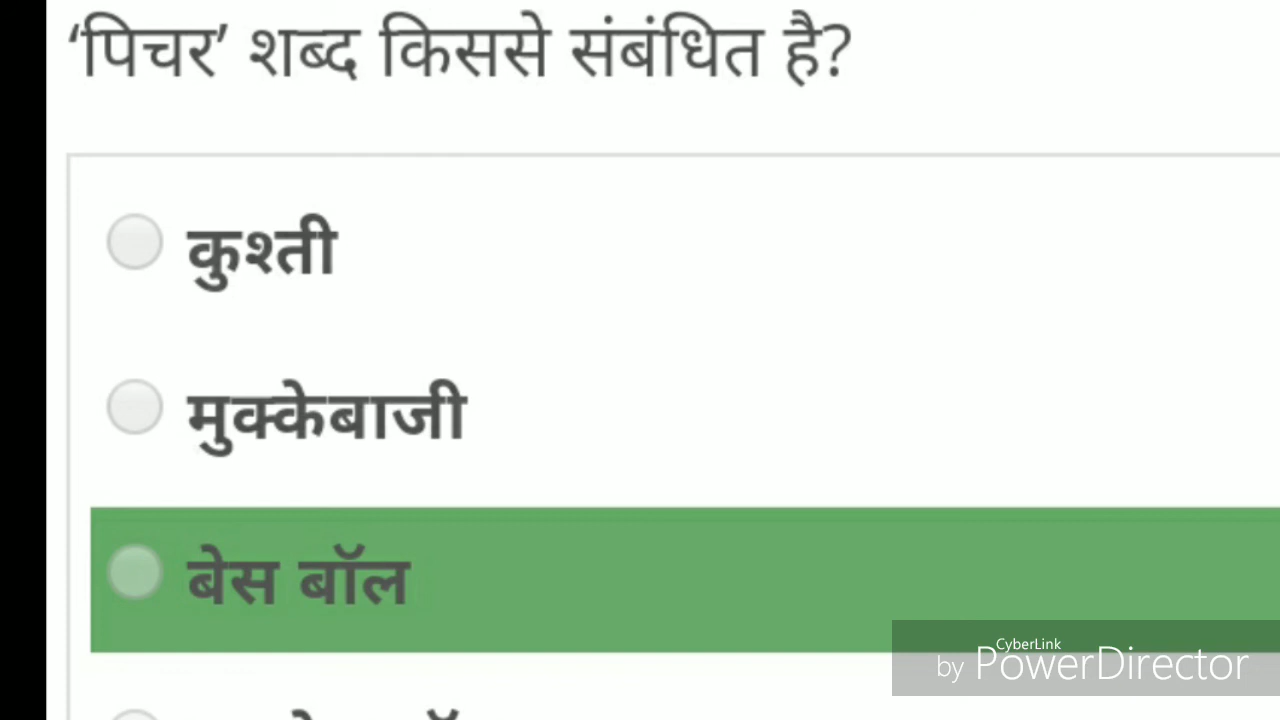 ‘पिचर’ शब्द किससे संबंधित है?
कुश्ती
मुक्केबाजी
बेस बॉल
CyberLink
by PowerDirector